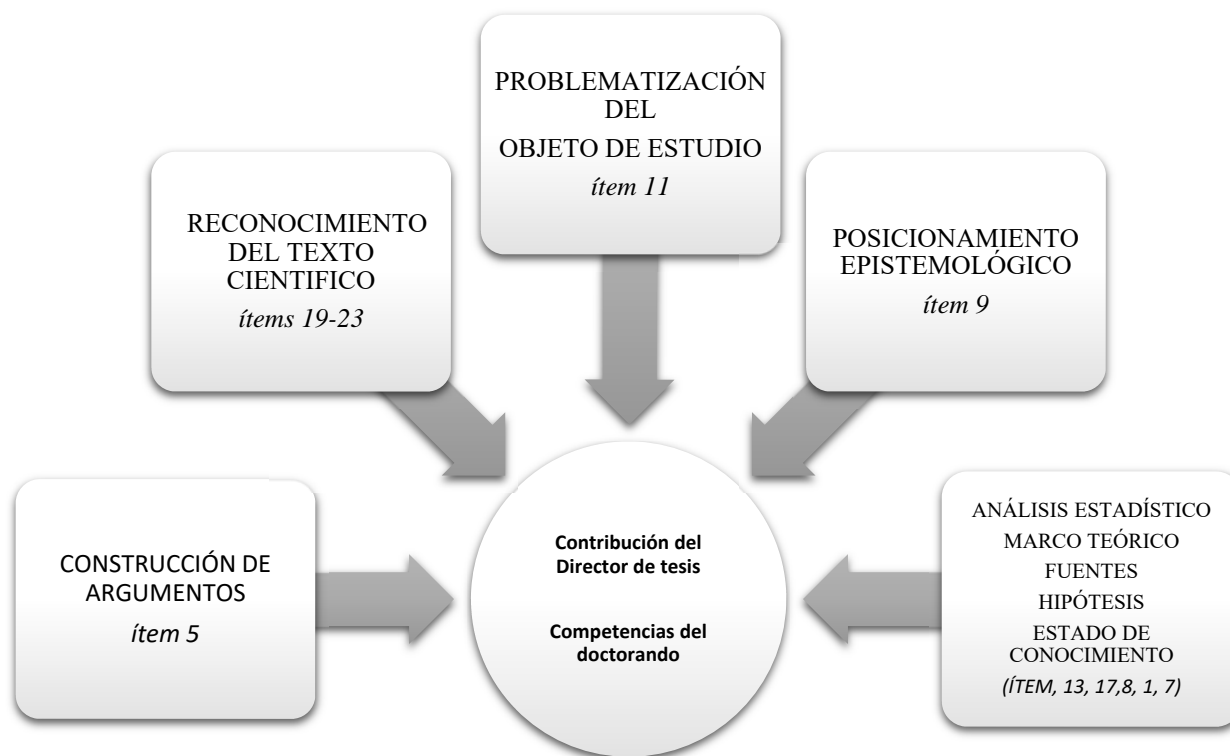 PROBLEMATIZACIÓN
DEL
OBJETO DE ESTUDIO
ítem 11
RECONOCIMIENTO
DEL TEXTO
CIENTIFICO
ítems 19-23
POSICIONAMIENTO
EPISTEMOLÓGICO
ítem 9
CONSTRUCCIÓN DE
ARGUMENTOS
ítem 5
Contribución del
Director de tesis
Competencias del
doctorando
ANÁLISIS ESTADÍSTICO
MARCO TEÓRICO
FUENTES
HIPÓTESIS
ESTADO DE
CONOCIMIENTO
(ÍTEM, 13, 17,8, 1, 7)